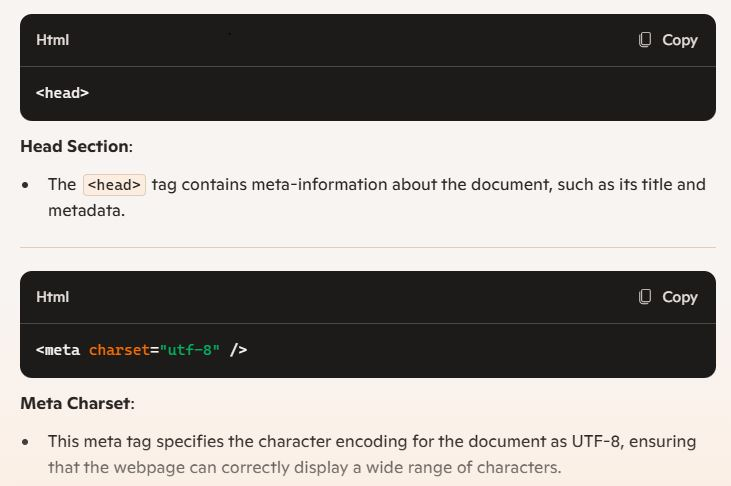 Html Copy
<head>
Head Section:
• The <head> tag contains meta-information about the document, such as its title and
metadata.
Html Copy
<meta charset="utf-8" />
Meta Charset:
• This meta tag specifies the character encoding for the document as UTF-8, ensuring
that the webpage can correctly display a wide range of characters.